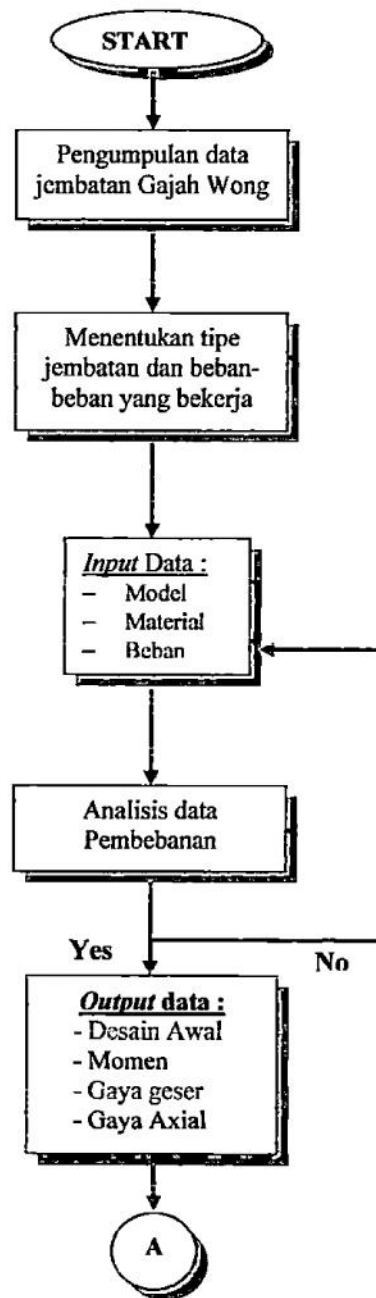 START
Pengumpulan data
jembatan Gajah Wong
Menentukan tipe
jembatan dan beban-
beban yang bekerja
Input Data :
– Model
– Material
– Beban
Analisis data
Pembebanan
Yes
No
Output data :
- Desain Awal
- Momen
- Gaya geser
- Gaya Axial
A